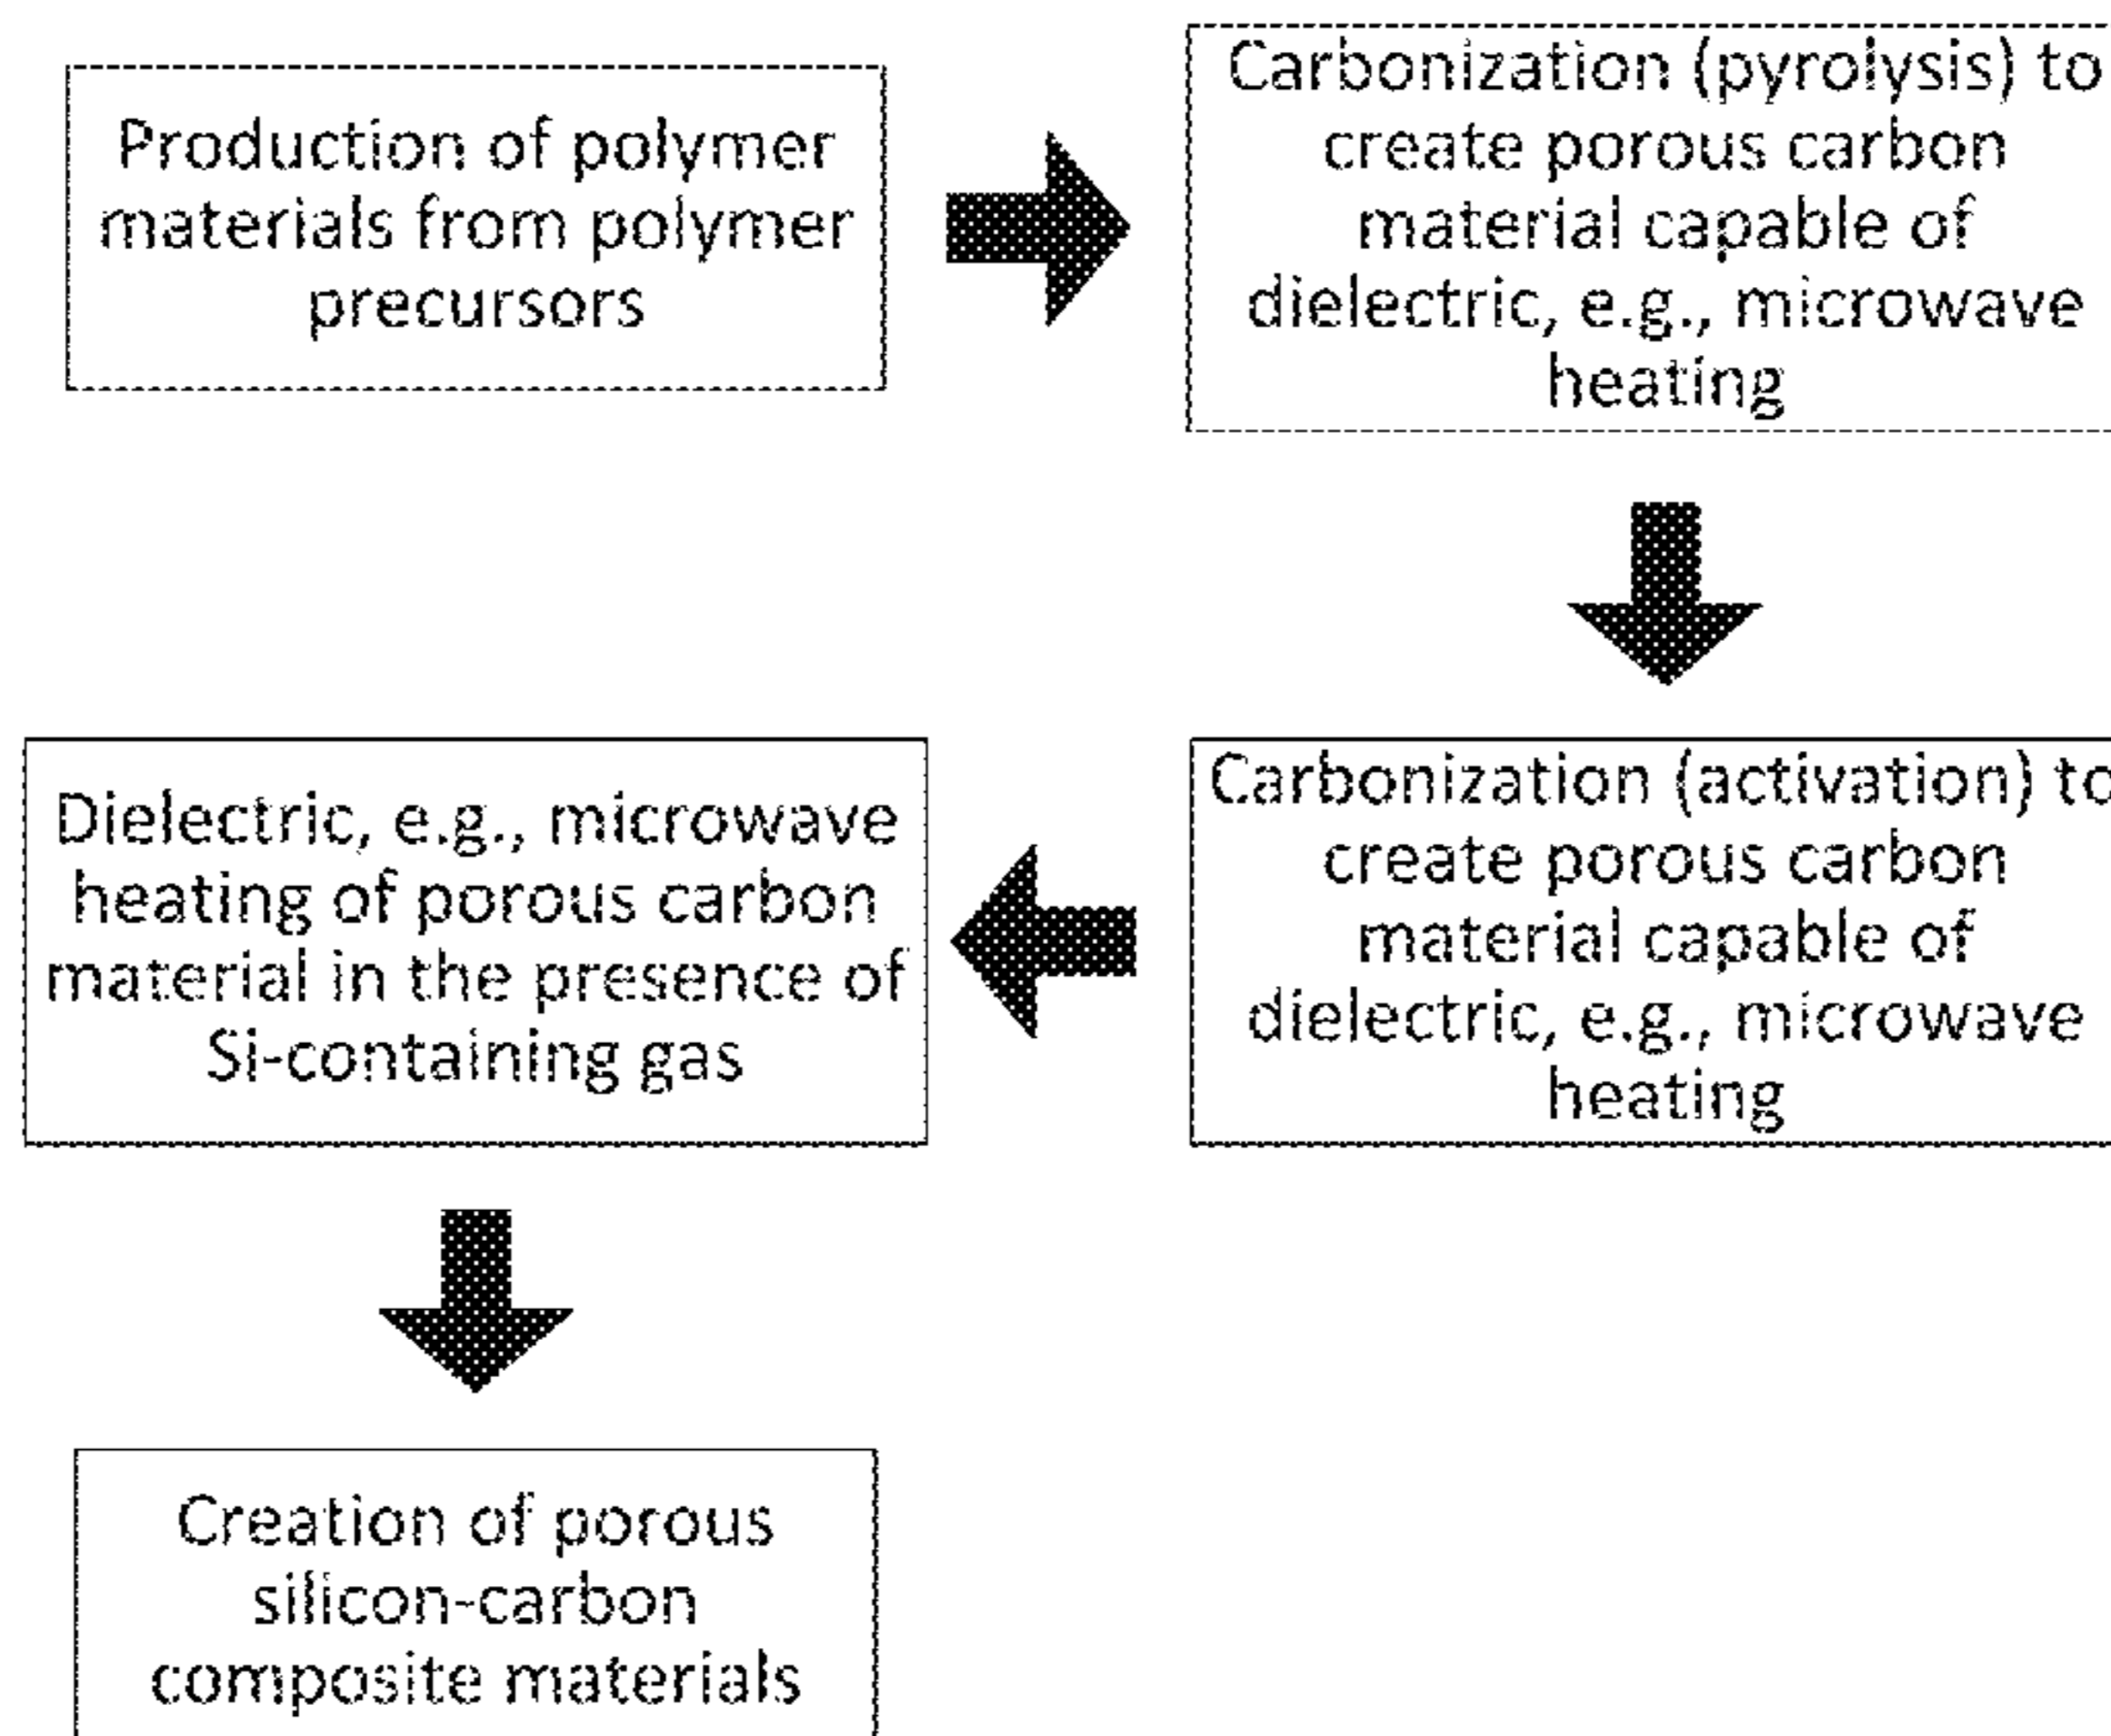 Production of polymer
materials from polymer
precursors
Carbonization (pyrolysis) to
create porous carbon
material capable of
dielectric, e.g., microwave
heating
Carbonization (activation) to
create porous carbon
material capable of
dielectric, e.g., microwave
heating
Dielectric, e.g., microwave
heating of porous carbon
material in the presence of
Si-containing gas
Creation of porous
silicon-carbon
composite materials